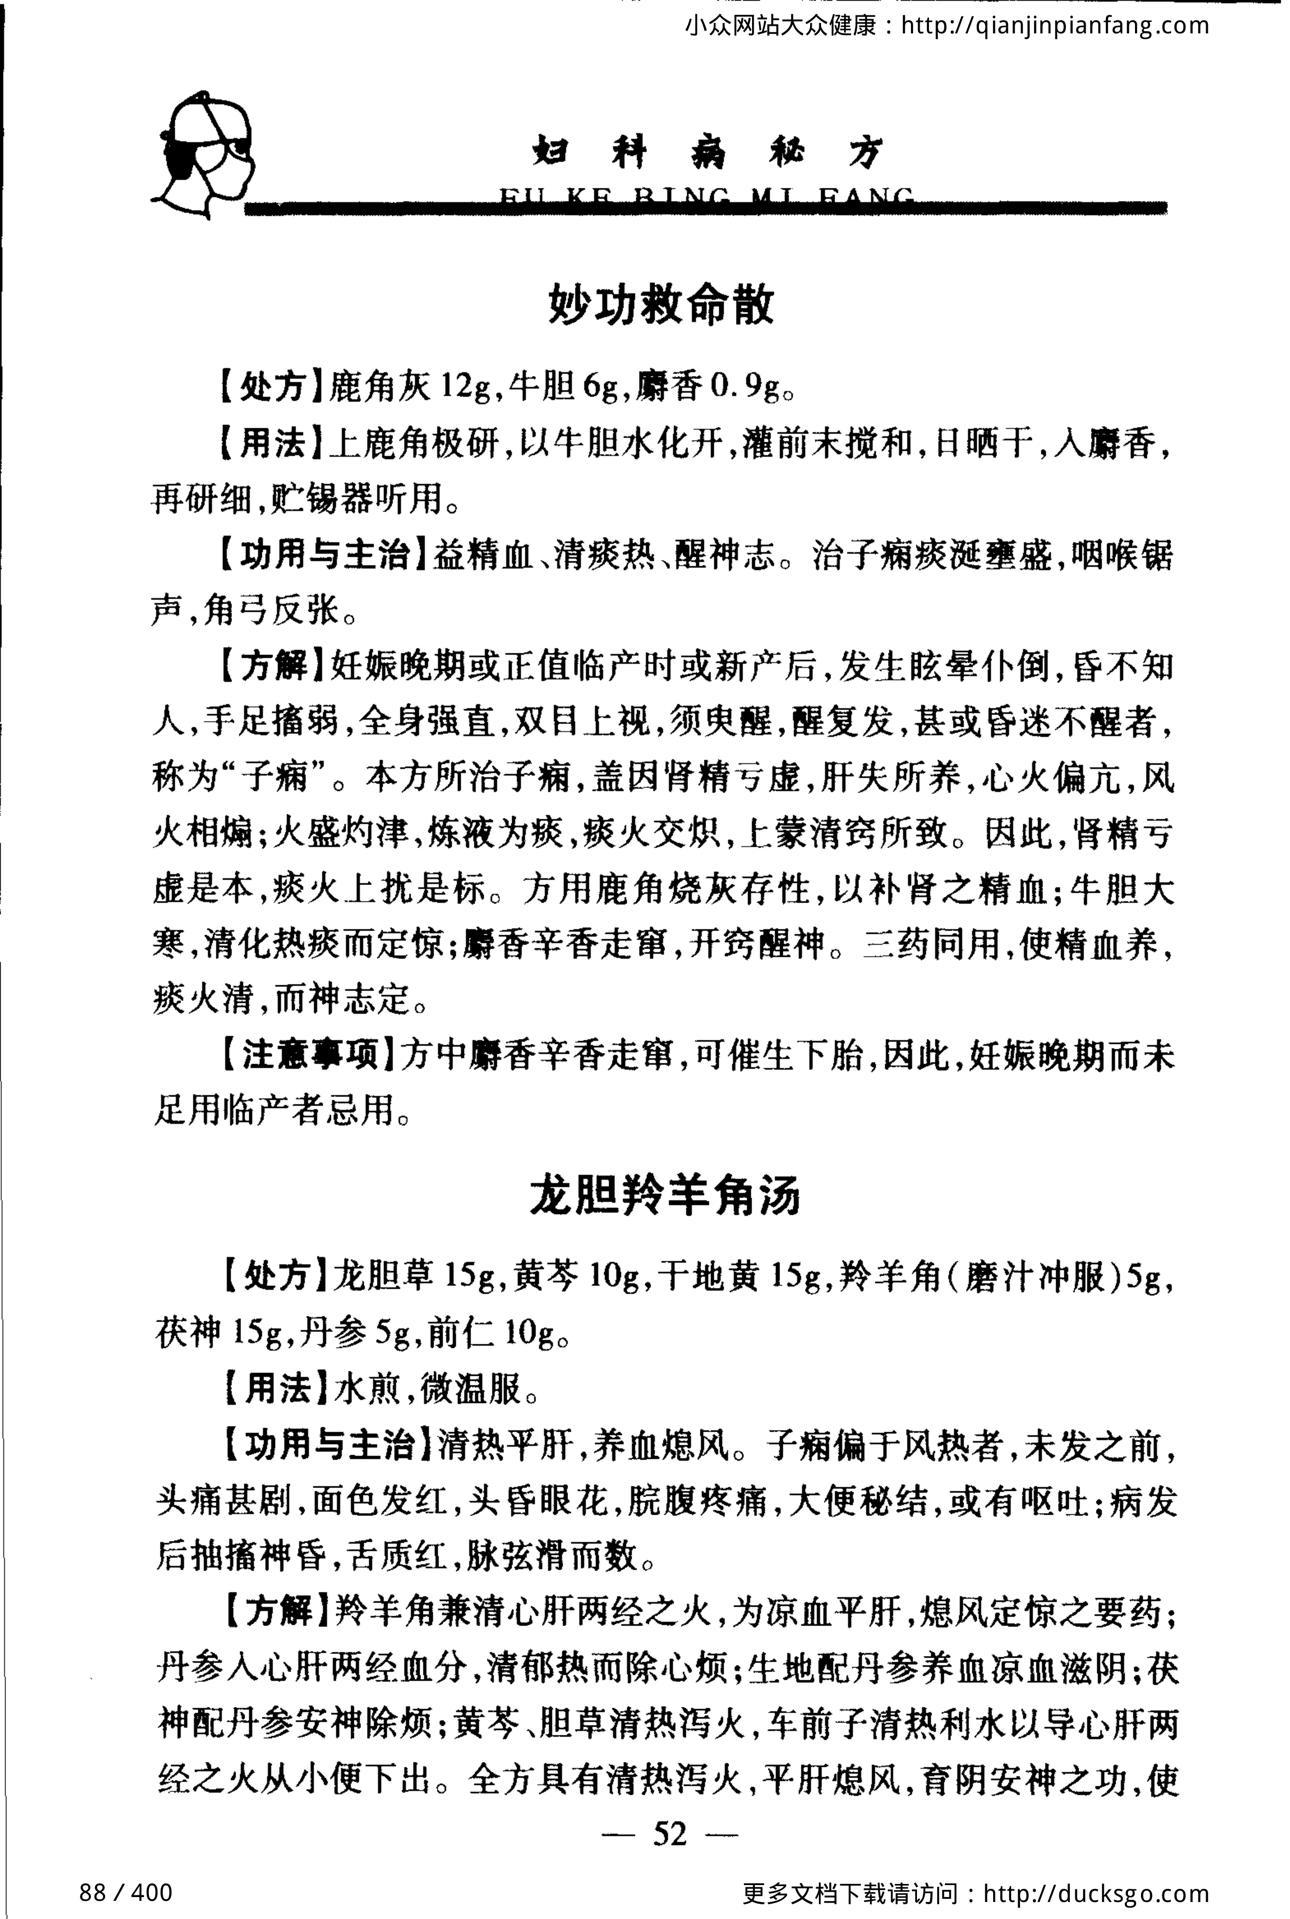 小众网站大众健康：http://qianjinpianfang.com
妇科病秘方
FU KE BING MI FANG
妙功救命散
【处方】鹿角灰12g,牛胆6g,麝香0.9g。
【用法】上鹿角极研,以牛胆水化开,灌前末搅和,日晒干,入麝香,
再研细,贮锡器听用。
【功用与主治】益精血、清痰热、醒神志。治子痫痰涎壅盛,咽喉锯
声,角弓反张。
【方解】妊娠晚期或正值临产时或新产后,发生眩晕仆倒,昏不知
人,手足搐弱,全身强直,双目上视,须臾醒,醒复发,甚或昏迷不醒者,
称为“子痫”。本方所治子痫,盖因肾精亏虚,肝失所养,心火偏亢,风
火相煽;火盛灼津,炼液为痰,痰火交炽,上蒙清窍所致。因此,肾精亏
虚是本,痰火上扰是标。方用鹿角烧灰存性,以补肾之精血;牛胆大
寒,清化热痰而定惊;麝香辛香走窜,开窍醒神。三药同用,使精血养,
痰火清,而神志定。
【注意事项】方中麝香辛香走窜,可催生下胎,因此,妊娠晚期而未
足用临产者忌用。
龙胆羚羊角汤
【处方】龙胆草15g,黄芩10g,干地黄15g,羚羊角(磨汁冲服)5g,
茯神15g,丹参5g,前仁10g。
【用法】水煎,微温服。
【功用与主治】清热平肝,养血熄风。子痫偏于风热者,未发之前,
头痛甚剧,面色发红,头昏眼花,脘腹疼痛,大便秘结,或有呕吐;病发
后抽搐神昏,舌质红,脉弦滑而数。
【方解】羚羊角兼清心肝两经之火,为凉血平肝,熄风定惊之要药;
丹参入心肝两经血分,清郁热而除心烦;生地配丹参养血凉血滋阴;茯
神配丹参安神除烦;黄芩、胆草清热泻火,车前子清热利水以导心肝两
经之火从小便下出。全方具有清热泻火,平肝熄风,育阴安神之功,使
— 52 —
88 / 400
更多文档下载请访问：http://ducksgo.com